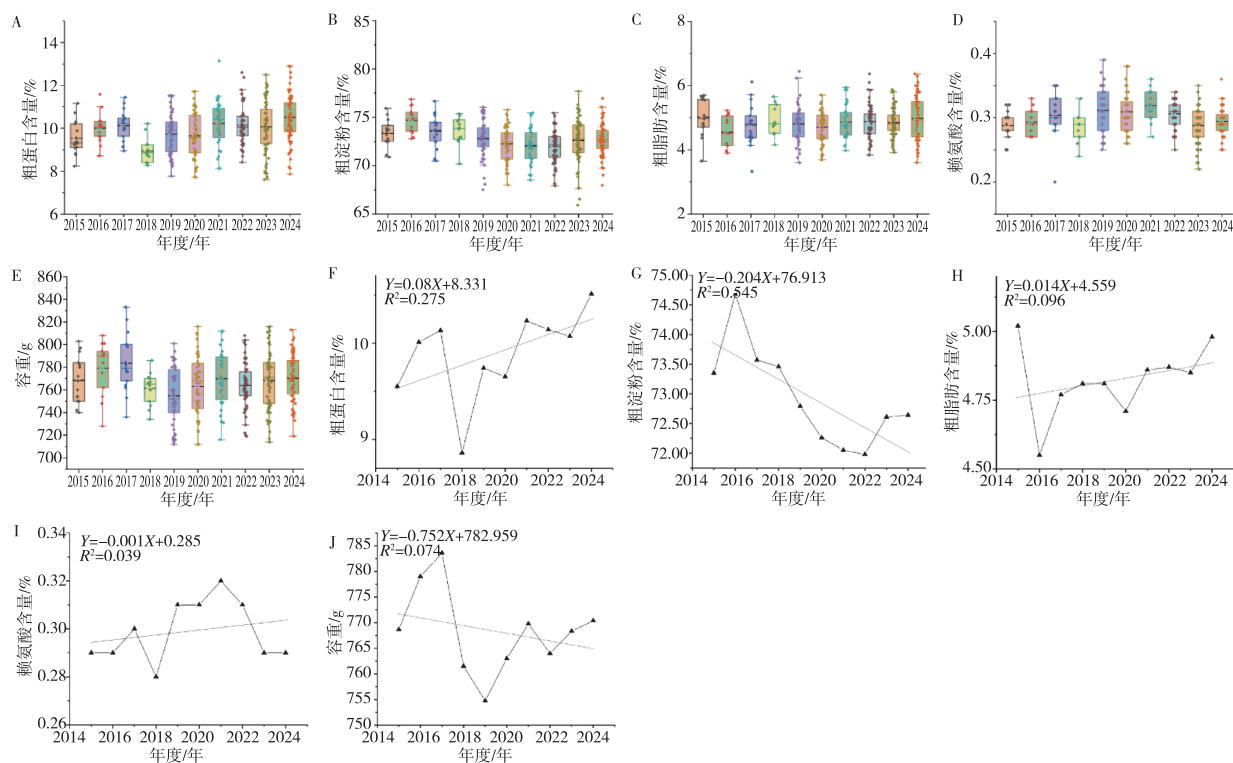 A
粗蛋白含量/%
14
12
10
8
6
2015 2016 2017 2018 2019 2020 2021 2022 2023 2024
年度/年
B
粗淀粉含量/%
85
80
75
70
65
2015 2016 2017 2018 2019 2020 2021 2022 2023 2024
年度/年
C
粗脂肪含量/%
8
6
4
2
2015 2016 2017 2018 2019 2020 2021 2022 2023 2024
年度/年
D
赖氨酸含量/%
0.4
0.3
0.2
2015 2016 2017 2018 2019 2020 2021 2022 2023 2024
年度/年
E
容重/g
860
840
820
800
780
760
740
720
700
2015 2016 2017 2018 2019 2020 2021 2022 2023 2024
年度/年
F
Y=0.08X+8.331
R²=0.275
粗蛋白含量/%
10
9
2014 2016 2018 2020 2022 2024
年度/年
G
Y=−0.204X+76.913
R²=0.545
粗淀粉含量/%
75.00
74.50
74.00
73.50
73.00
72.50
72.00
2014 2016 2018 2020 2022 2024
年度/年
H
Y=0.014X+4.559
R²=0.096
粗脂肪含量/%
5.00
4.75
4.50
2014 2016 2018 2020 2022 2024
年度/年
I
Y=−0.001X+0.285
R²=0.039
赖氨酸含量/%
0.34
0.32
0.30
0.28
0.26
2014 2016 2018 2020 2022 2024
年度/年
J
Y=−0.752X+782.959
R²=0.074
容重/g
785
780
775
770
765
760
755
750
2014 2016 2018 2020 2022 2024
年度/年